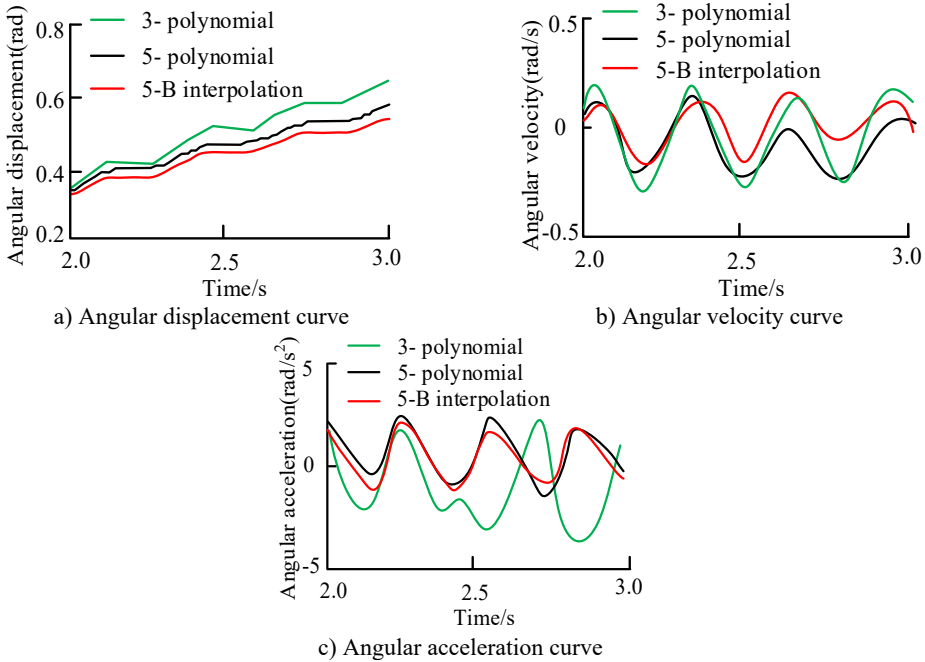 Angular displacement(rad)
0.8
0.6
0.4
0.2
3- polynomial
5- polynomial
5-B interpolation
2.0 2.5 3.0
Time/s
a) Angular displacement curve
Angular velocity(rad/s
0.5
0
-0.5
3- polynomial
5- polynomial
5-B interpolation
2.0 2.5 3.0
Time/s
b) Angular velocity curve
Angular acceleration(rad/s²)
5
0
-5
3- polynomial
5- polynomial
5-B interpolation
2.0 2.5 3.0
Time/s
c) Angular acceleration curve